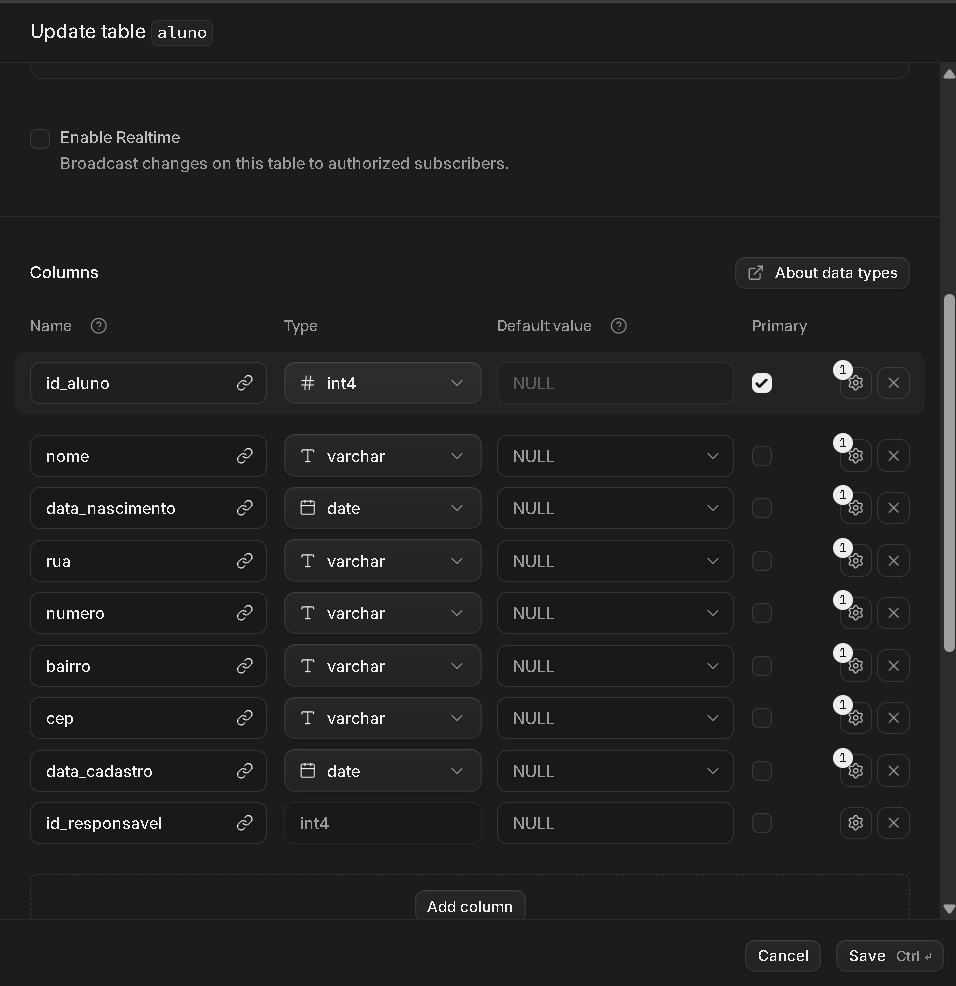 Update table aluno
Enable Realtime
Broadcast changes on this table to authorized subscribers.
Columns
About data types
Name ? Type Default value ? Primary
id_aluno # int4 NULL 1
nome T varchar NULL 1
data_nascimento date NULL 1
rua T varchar NULL 1
numero T varchar NULL 1
bairro T varchar NULL 1
cep T varchar NULL 1
data_cadastro date NULL 1
id_responsavel int4 NULL
Add column
Cancel Save Ctrl ↵